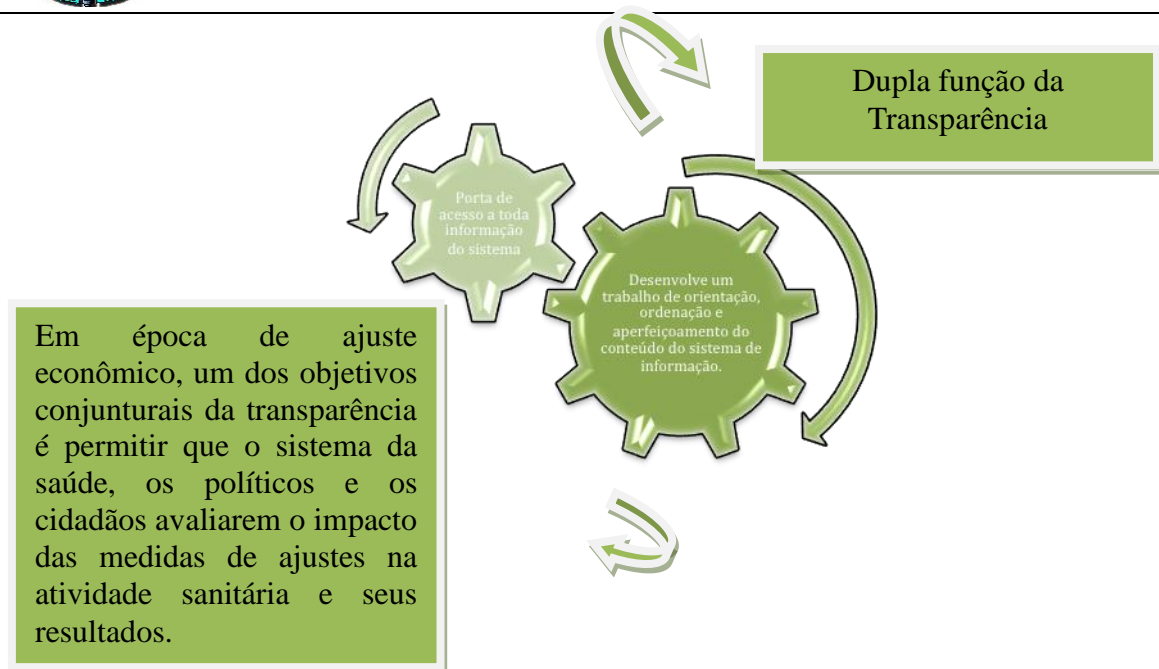 Dupla função da
Transparência
Porta de
acesso a toda
informação
do sistema
Desenvolve um
trabalho de orientação,
ordenação e
aperfeiçoamento do
conteúdo do sistema de
informação.
Em época de ajuste
econômico, um dos objetivos
conjunturais da transparência
é permitir que o sistema da
saúde, os políticos e os
cidadãos avaliarem o impacto
das medidas de ajustes na
atividade sanitária e seus
resultados.